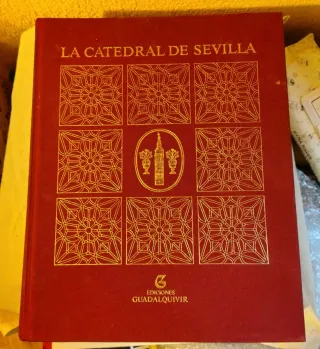 LA CATEDRAL DE SEVILLA
EDICIONES
GUADALQUIVIR